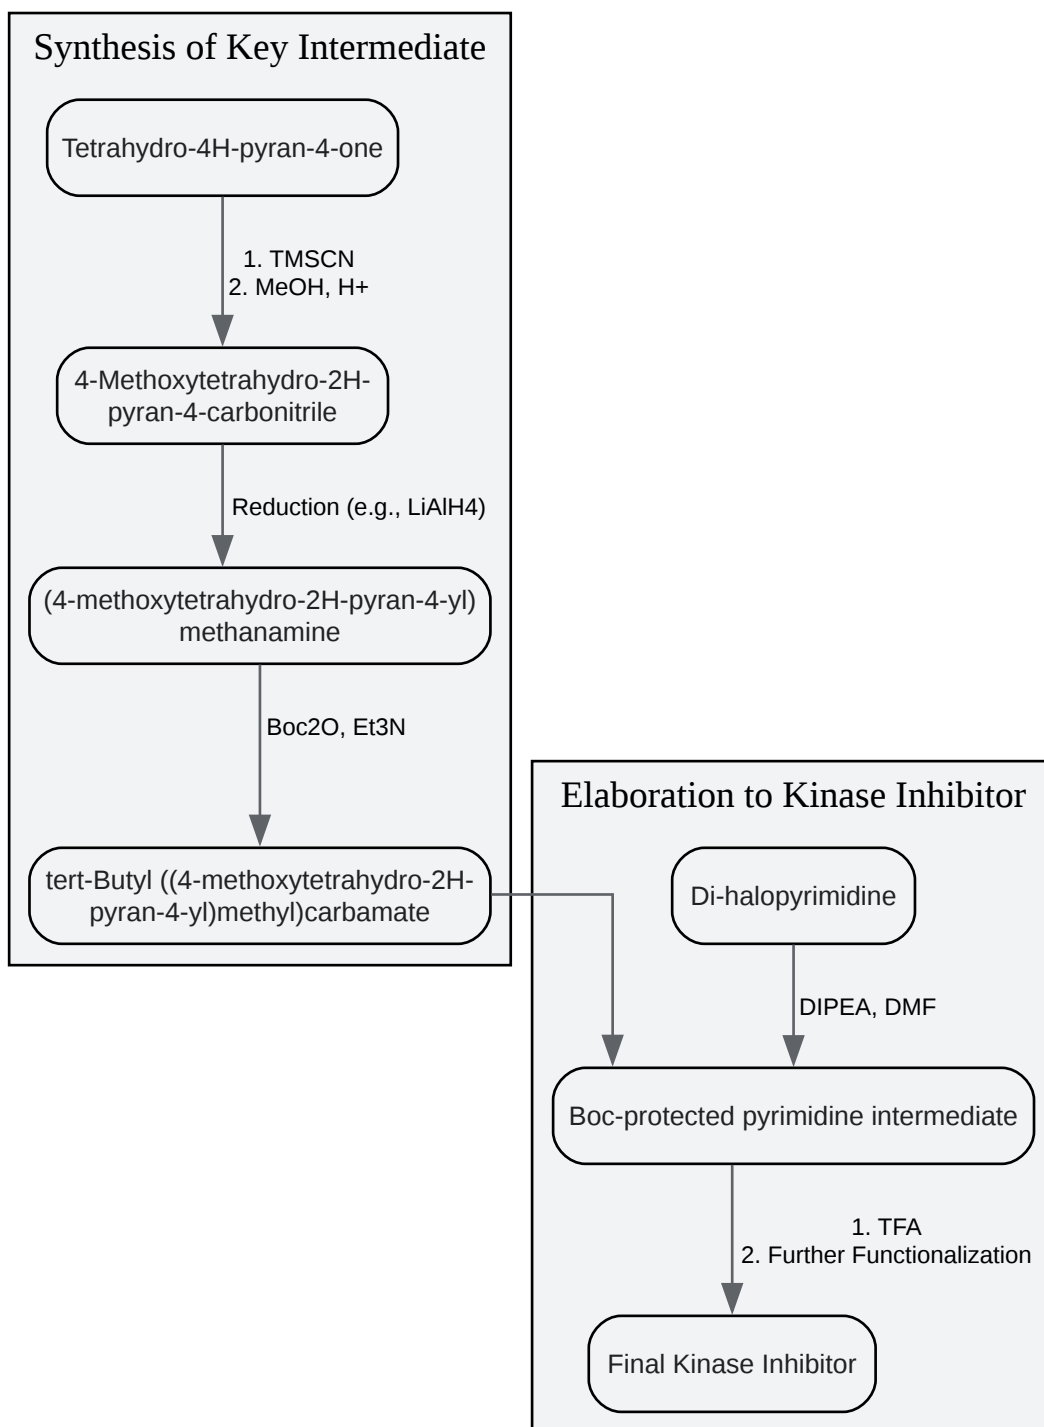 Synthesis of Key Intermediate
Tetrahydro-4H-pyran-4-one
1. TMSCN
2. MeOH, H+
4-Methoxytetrahydro-2H-
pyran-4-carbonitrile
Reduction (e.g., LiAlH4)
(4-methoxytetrahydro-2H-pyran-4-yl)
methanamine
Boc2O, Et3N
tert-Butyl ((4-methoxytetrahydro-2H-
pyran-4-yl)methyl)carbamate
Elaboration to Kinase Inhibitor
Di-halopyrimidine
DIPEA, DMF
Boc-protected pyrimidine intermediate
1. TFA
2. Further Functionalization
Final Kinase Inhibitor